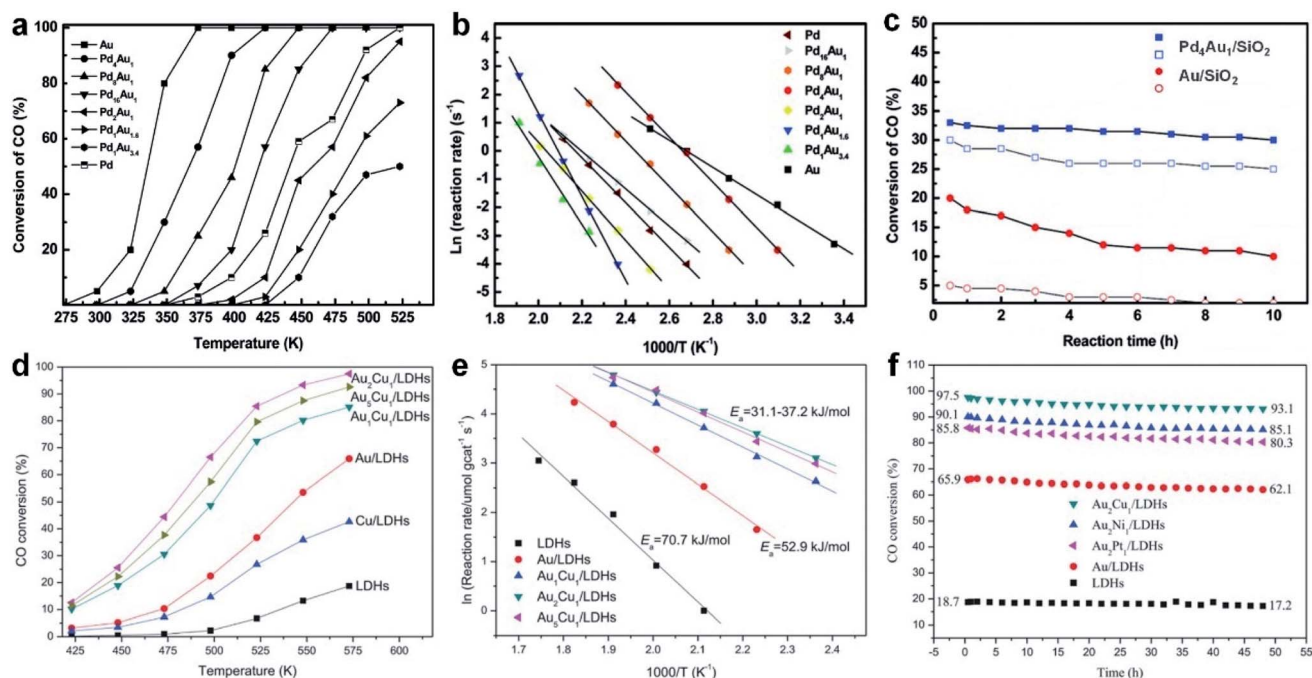 a
Conversion of CO (%)
100
80
60
40
20
Au
Pd₄Au₁
Pd₈Au₁
Pd₁₆Au₁
Pd₂Au₁
Pd₁Au₁.₆
Pd₁Au₃.₄
Pd
275 300 325 350 375 400 425 450 475 500 525
Temperature (K)
b
Ln (reaction rate) (s⁻¹)
5
4
3
2
1
0
-1
-2
-3
-4
-5
Pd
Pd₁₆Au₁
Pd₈Au₁
Pd₄Au₁
Pd₂Au₁
Pd₁Au₁.₆
Pd₁Au₃.₄
Au
1.8 2.0 2.2 2.4 2.6 2.8 3.0 3.2 3.4
1000/T (K⁻¹)
c
Conversion of CO (%)
45
40
35
30
25
20
15
10
5
Pd₄Au₁/SiO₂
Au/SiO₂
0 2 4 6 8 10
Reaction time (h)
d
CO conversion (%)
100
90
80
70
60
50
40
30
20
10
0
Au₂Cu₁/LDHs
Au₅Cu₁/LDHs
Au₁Cu₁/LDHs
Au/LDHs
Cu/LDHs
LDHs
425 450 475 500 525 550 575 600
Temperature (K)
e
ln (Reaction rate/umol gcat⁻¹ s⁻¹)
5
4
3
2
1
0
Eₐ=31.1-37.2 kJ/mol
Eₐ=70.7 kJ/mol
Eₐ=52.9 kJ/mol
LDHs
Au/LDHs
Au₁Cu₁/LDHs
Au₂Cu₁/LDHs
Au₅Cu₁/LDHs
1.7 1.8 1.9 2.0 2.1 2.2 2.3 2.4
1000/T (K⁻¹)
f
CO conversion (%)
110
100
90
80
70
60
50
40
30
20
10
0
97.5 93.1
90.1 85.1
85.8 80.3
65.9 62.1
Au₂Cu₁/LDHs
Au₂Ni₁/LDHs
Au₂Pt₁/LDHs
Au/LDHs
LDHs
18.7 17.2
-5 0 5 10 15 20 25 30 35 40 45 50 55
Time (h)